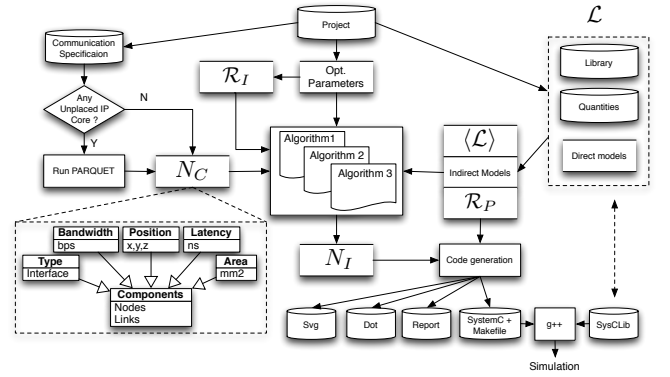 Project
ℒ
Communication
Specificaion
Library
Quantities
Direct models
R_I
Opt.
Parameters
Any
Unplaced IP
Core ?
N
Y
Run PARQUET
N_C
Algorithm1
Algorithm 2
Algorithm 3
⟨ℒ⟩
Indirect Models
R_P
N_I
Code generation
Bandwidth
bps
Position
x,y,z
Latency
ns
Type
Interface
Area
mm2
Components
Nodes
Links
Svg
Dot
Report
SystemC +
Makefile
g++
SysCLib
Simulation